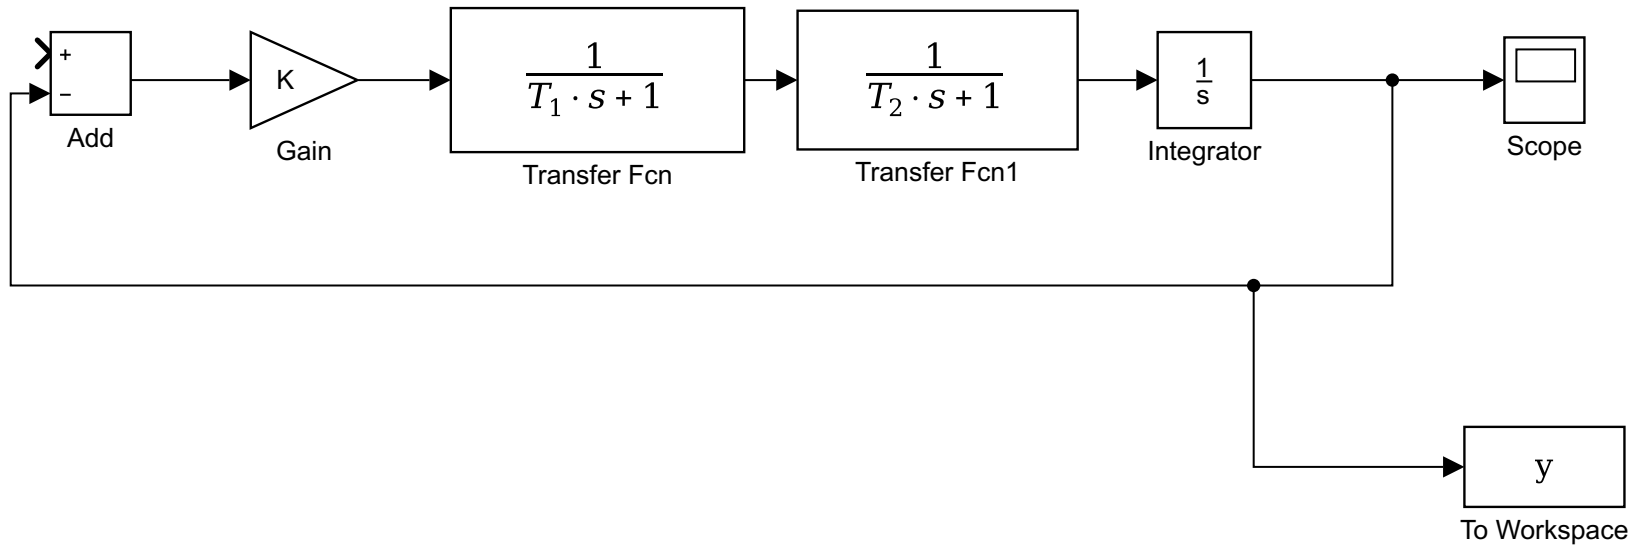 +
−
Add
K
Gain
1
T₁ · s + 1
Transfer Fcn
1
T₂ · s + 1
Transfer Fcn1
1
s
Integrator
Scope
y
To Workspace